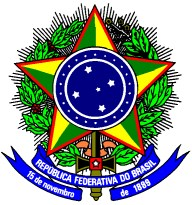 REPÚBLICA FEDERATIVA DO BRASIL
15 de novembro de 1889